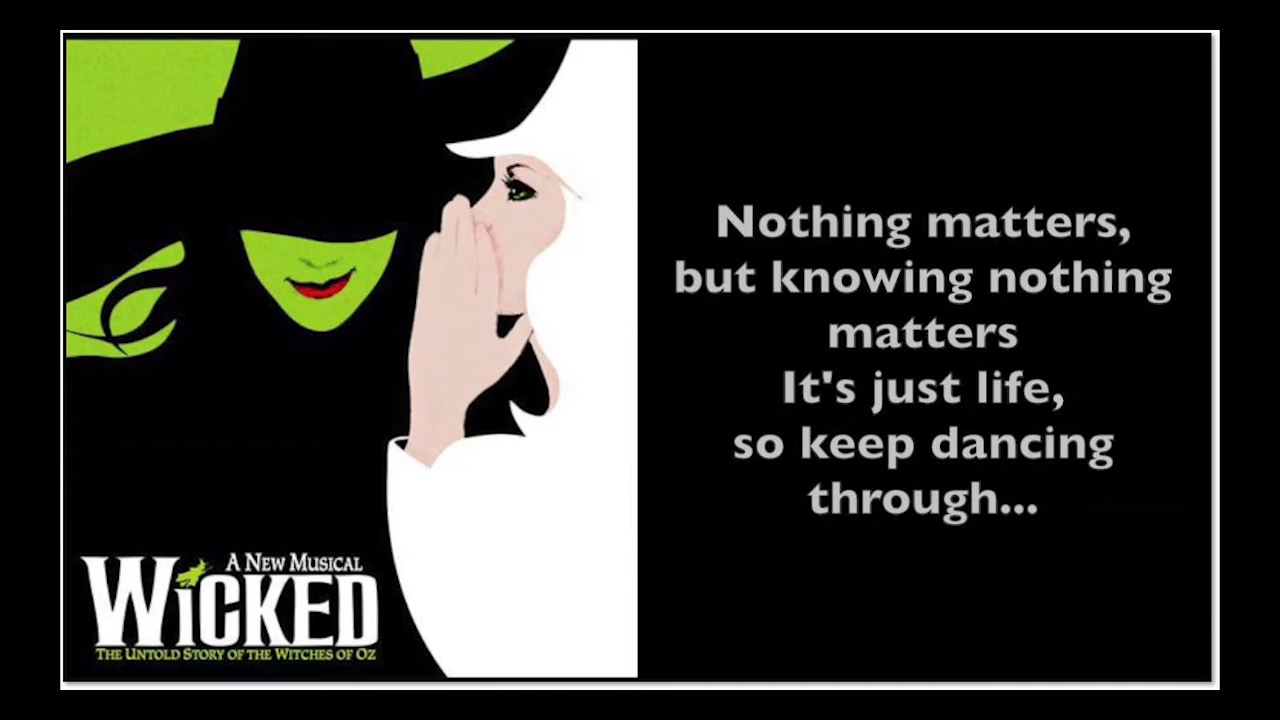 A NEW MUSICAL
WICKED
THE UNTOLD STORY OF THE WITCHES OF OZ
Nothing matters,
but knowing nothing
matters
It's just life,
so keep dancing
through...